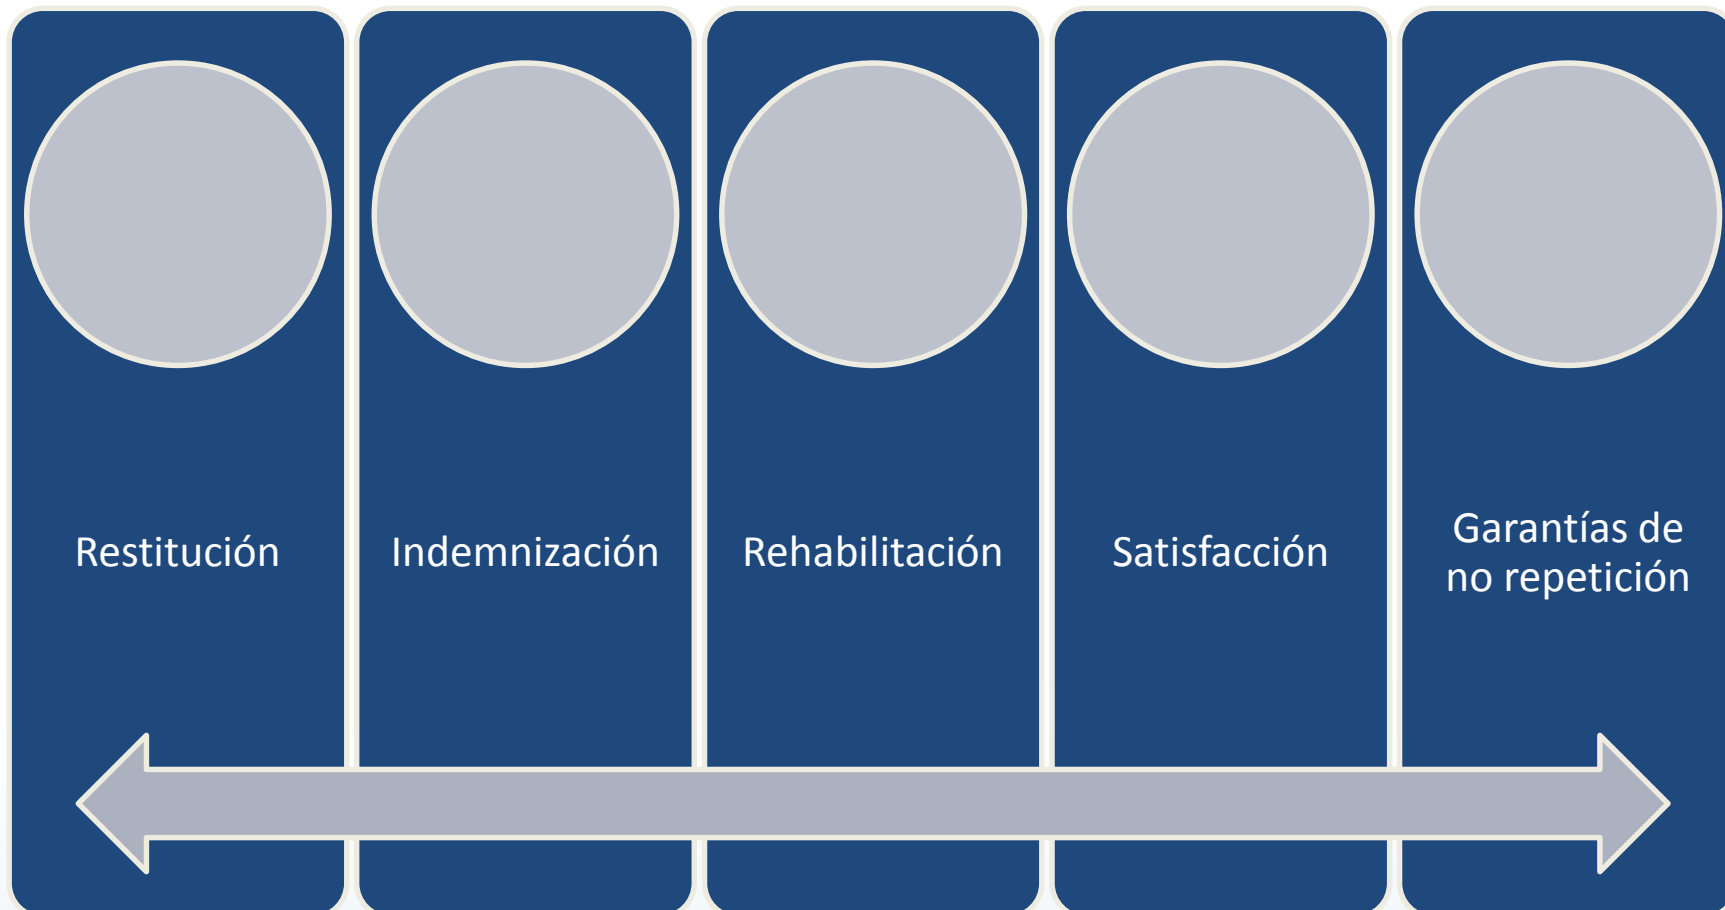 Restitución
Indemnización
Rehabilitación
Satisfacción
Garantías de
no repetición